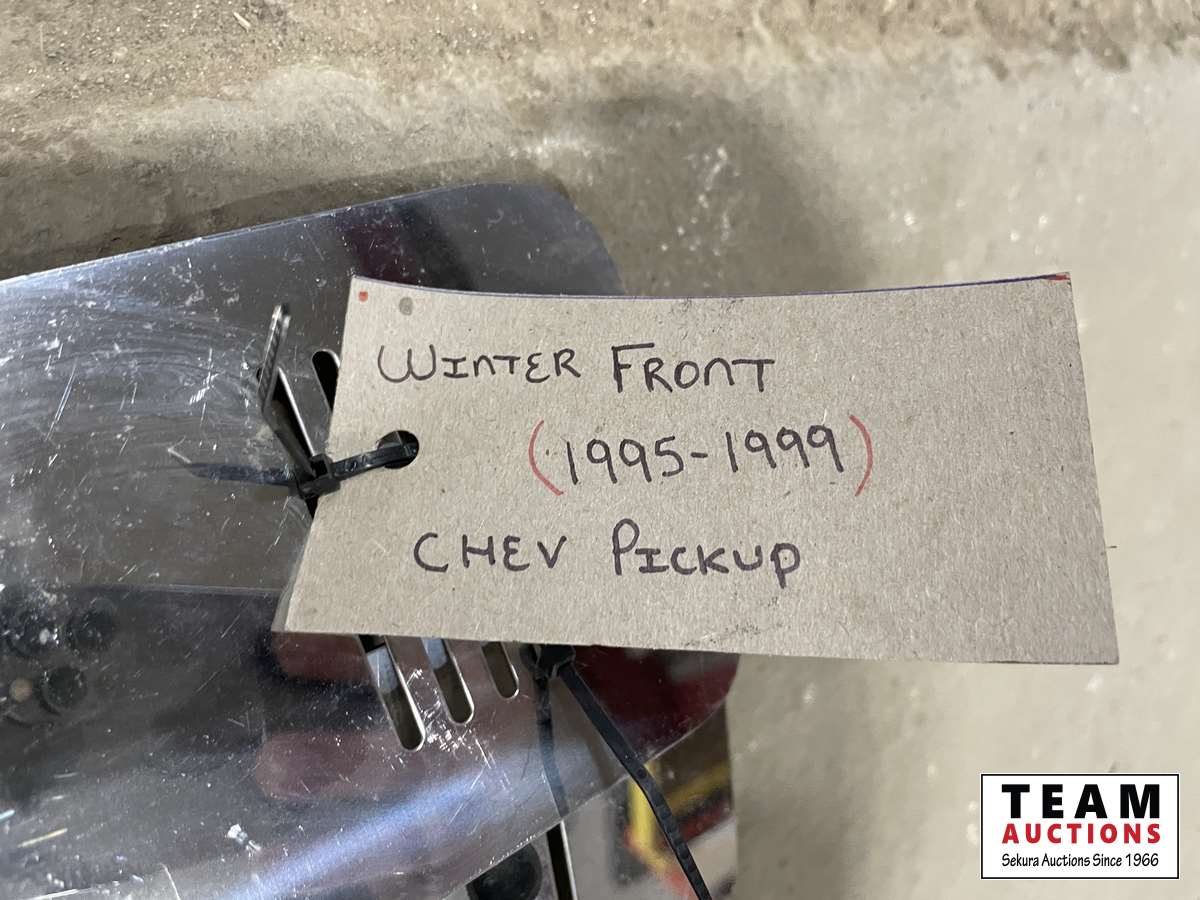 WINTER FRONT
(1995-1999)
CHEV PICKUP
TEAM
AUCTIONS
Sekura Auctions Since 1966